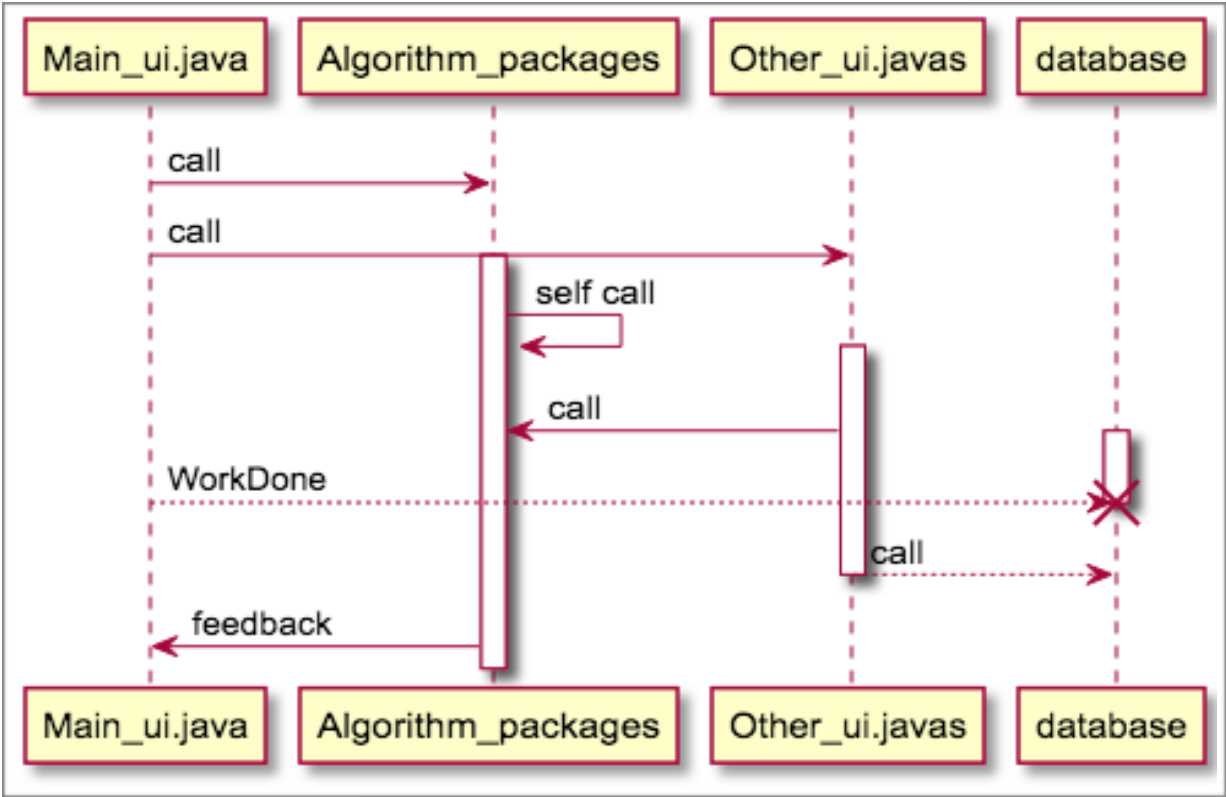 Main_ui.java
Algorithm_packages
Other_ui.javas
database
call
call
self call
call
WorkDone
call
feedback
Main_ui.java
Algorithm_packages
Other_ui.javas
database